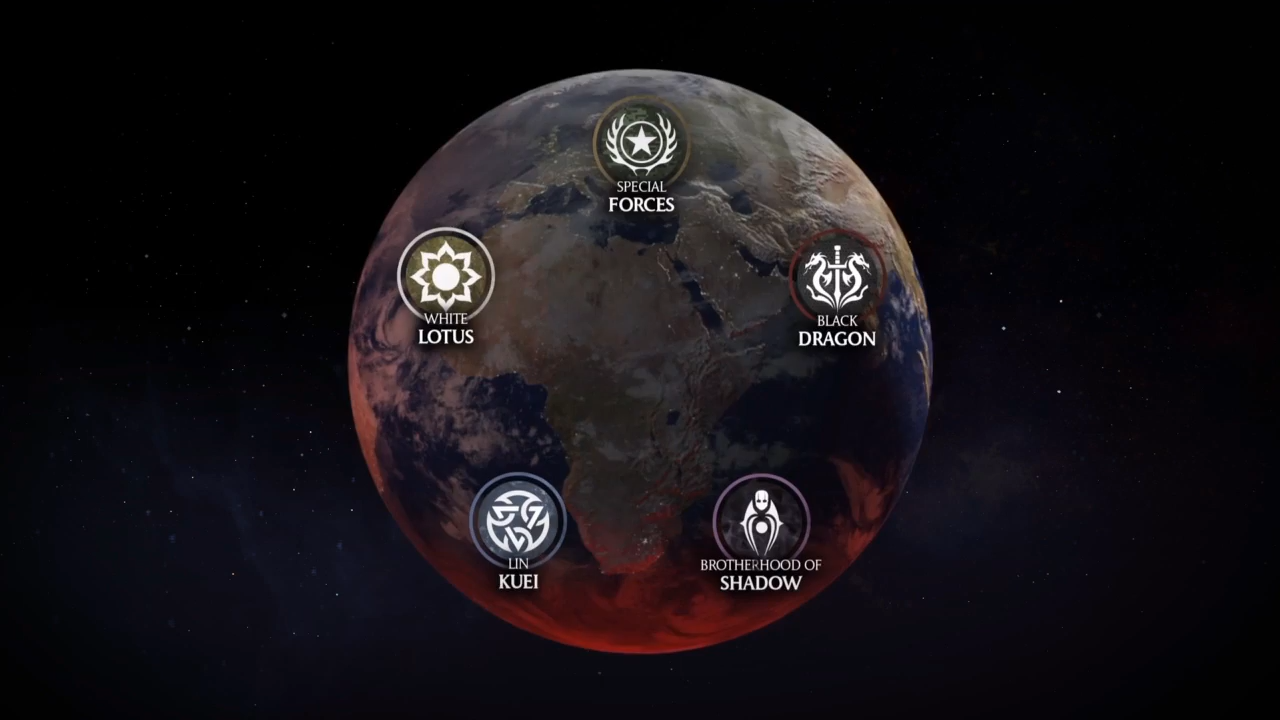 SPECIAL
FORCES
WHITE
LOTUS
BLACK
DRAGON
LIN
KUEI
BROTHERHOOD OF
SHADOW